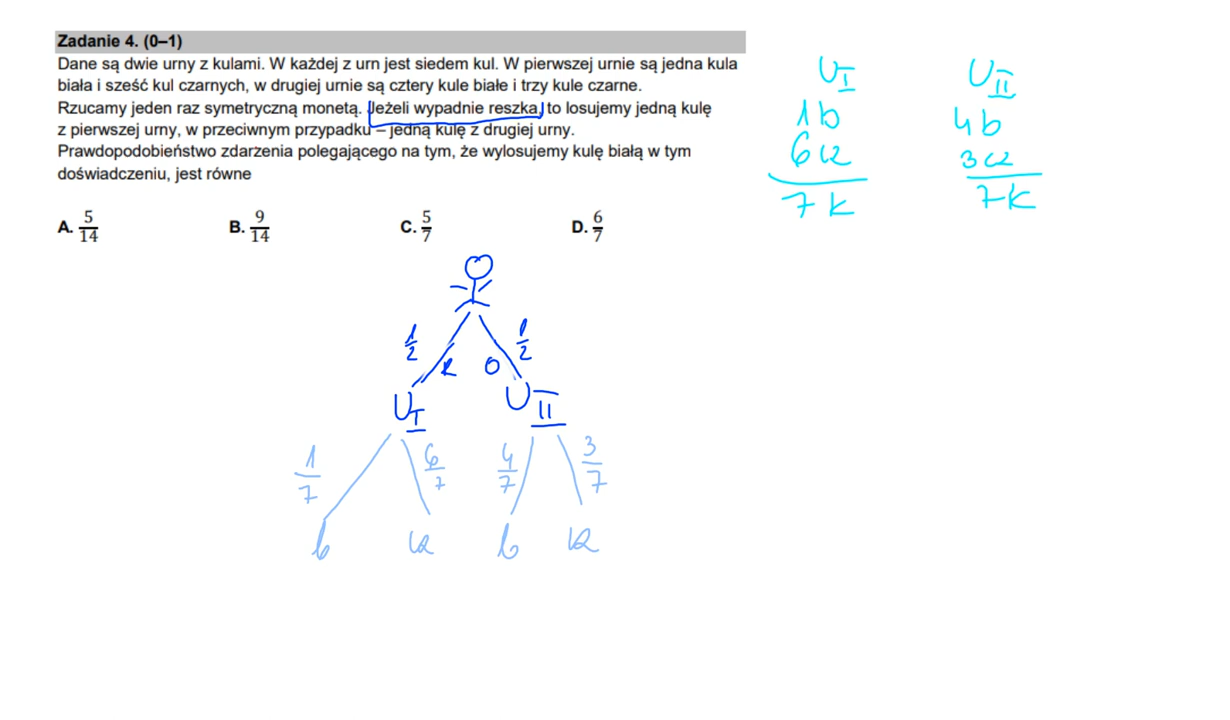 Zadanie 4. (0–1)
Dane są dwie urny z kulami. W każdej z urn jest siedem kul. W pierwszej urnie są jedna kula
biała i sześć kul czarnych, w drugiej urnie są cztery kule białe i trzy kule czarne.
Rzucamy jeden raz symetryczną monetą. Jeżeli wypadnie reszka, to losujemy jedną kulę
z pierwszej urny, w przeciwnym przypadku – jedną kulę z drugiej urny.
Prawdopodobieństwo zdarzenia polegającego na tym, że wylosujemy kulę białą w tym
doświadczeniu, jest równe
A. 5/14 B. 9/14 C. 5/7 D. 6/7
U I U II
1b 4b
6cz 3cz
7k 7k
1/2 1/2
R O
U I U II
1/7 6/7 4/7 3/7
b cz b cz